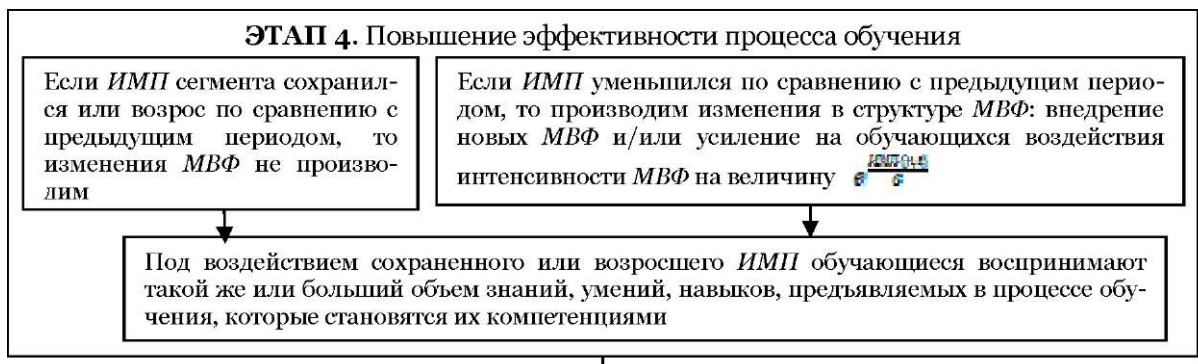 ЭТАП 4. Повышение эффективности процесса обучения
Если ИМП сегмента сохранил-
ся или возрос по сравнению с
предыдущим периодом, то
изменения МВФ не произво-
дим
Если ИМП уменьшился по сравнению с предыдущим перио-
дом, то производим изменения в структуре МВФ: внедрение
новых МВФ и/или усиление на обучающихся воздействия
интенсивности МВФ на величину
Под воздействием сохраненного или возросшего ИМП обучающиеся воспринимают
такой же или больший объем знаний, умений, навыков, предъявляемых в процессе обу-
чения, которые становятся их компетенциями